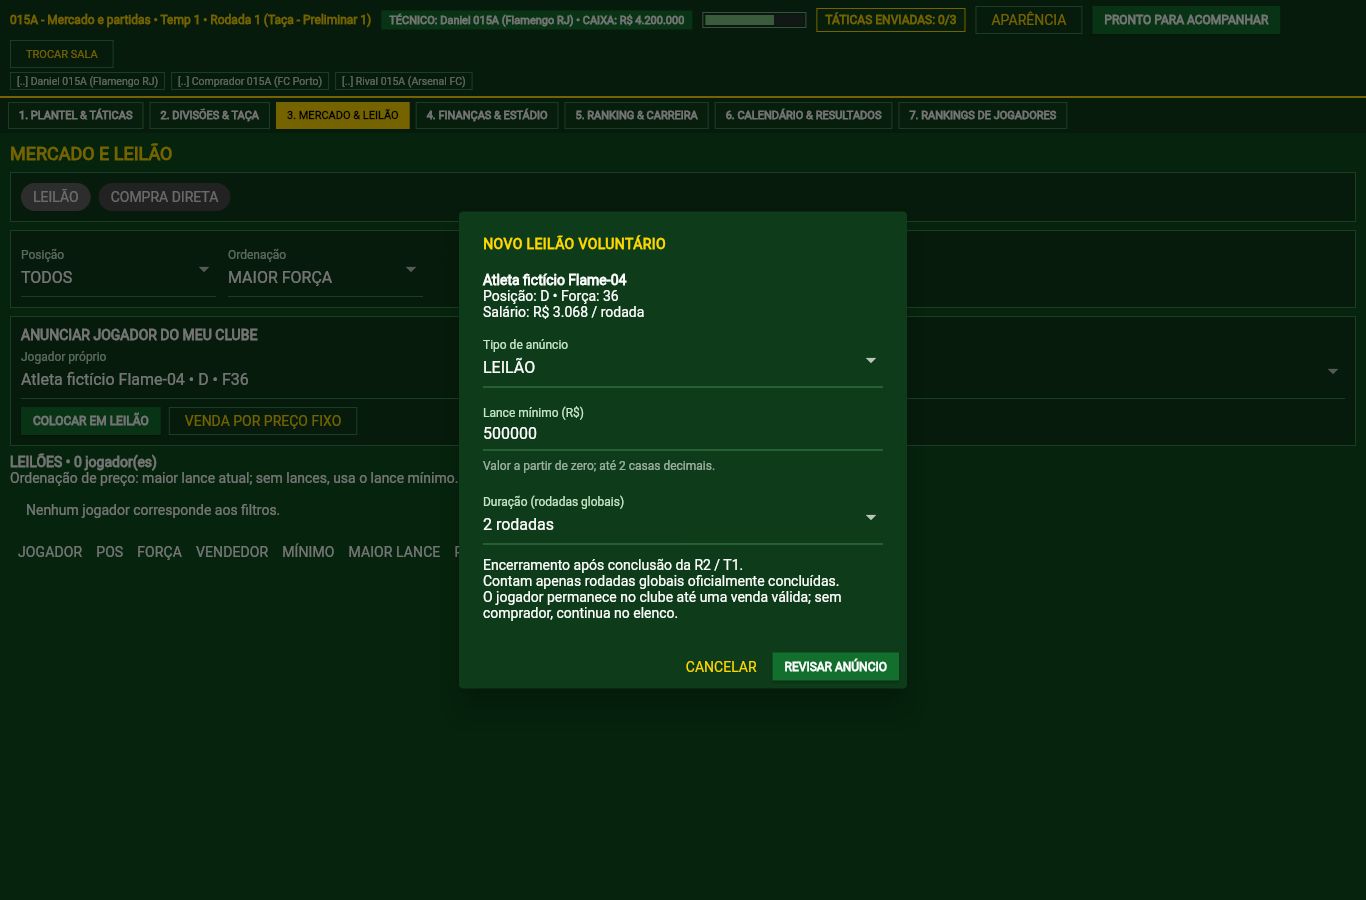 015A - Mercado e partidas • Temp 1 • Rodada 1 (Taça - Preliminar 1)
TÉCNICO: Daniel 015A (Flamengo RJ) • CAIXA: R$ 4.200.000
TÁTICAS ENVIADAS: 0/3
APARÊNCIA
PRONTO PARA ACOMPANHAR
TROCAR SALA
[..] Daniel 015A (Flamengo RJ)
[..] Comprador 015A (FC Porto)
[..] Rival 015A (Arsenal FC)
1. PLANTEL & TÁTICAS
2. DIVISÕES & TAÇA
3. MERCADO & LEILÃO
4. FINANÇAS & ESTÁDIO
5. RANKING & CARREIRA
6. CALENDÁRIO & RESULTADOS
7. RANKINGS DE JOGADORES
MERCADO E LEILÃO
LEILÃO
COMPRA DIRETA
Posição
TODOS
Ordenação
MAIOR FORÇA
ANUNCIAR JOGADOR DO MEU CLUBE
Jogador próprio
Atleta fictício Flame-04 • D • F36
COLOCAR EM LEILÃO
VENDA POR PREÇO FIXO
LEILÕES • 0 jogador(es)
Ordenação de preço: maior lance atual; sem lances, usa o lance mínimo.
Nenhum jogador corresponde aos filtros.
JOGADOR
POS
FORÇA
VENDEDOR
MÍNIMO
MAIOR LANCE
NOVO LEILÃO VOLUNTÁRIO
Atleta fictício Flame-04
Posição: D • Força: 36
Salário: R$ 3.068 / rodada
Tipo de anúncio
LEILÃO
Lance mínimo (R$)
500000
Valor a partir de zero; até 2 casas decimais.
Duração (rodadas globais)
2 rodadas
Encerramento após conclusão da R2 / T1.
Contam apenas rodadas globais oficialmente concluídas.
O jogador permanece no clube até uma venda válida; sem
comprador, continua no elenco.
CANCELAR
REVISAR ANÚNCIO